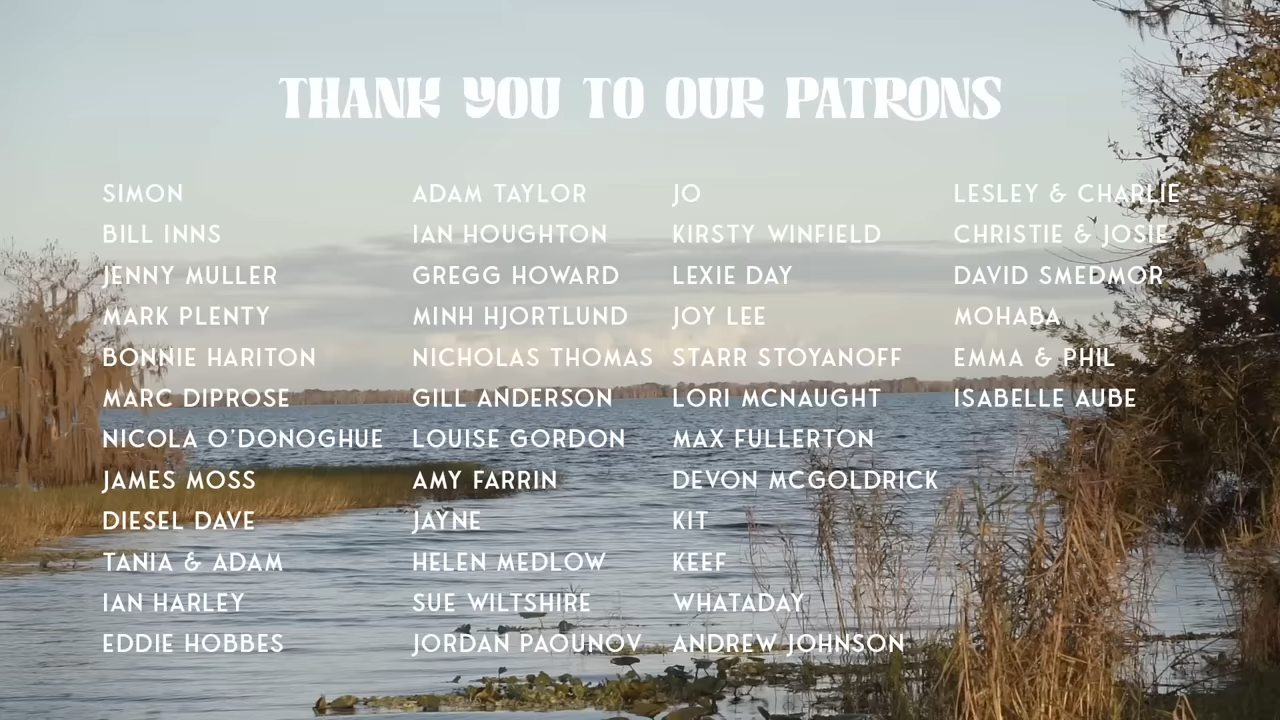 THANK YOU TO OUR PATRONS
SIMON
BILL INNS
JENNY MULLER
MARK PLENTY
BONNIE HARITON
MARC DIPROSE
NICOLA O'DONOGHUE
JAMES MOSS
DIESEL DAVE
TANIA & ADAM
IAN HARLEY
EDDIE HOBBES
ADAM TAYLOR
IAN HOUGHTON
GREGG HOWARD
MINH HJORTLUND
NICHOLAS THOMAS
GILL ANDERSON
LOUISE GORDON
AMY FARRIN
JAYNE
HELEN MEDLOW
SUE WILTSHIRE
JORDAN PAOUNOV
JO
KIRSTY WINFIELD
LEXIE DAY
JOY LEE
STARR STOYANOFF
LORI MCNAUGHT
MAX FULLERTON
DEVON MCGOLDRICK
KIT
KEEF
WHATADAY
ANDREW JOHNSON
LESLEY & CHARLIE
CHRISTIE & JOSIE
DAVID SMEDMOR
MOHABA
EMMA & PHIL
ISABELLE AUBE